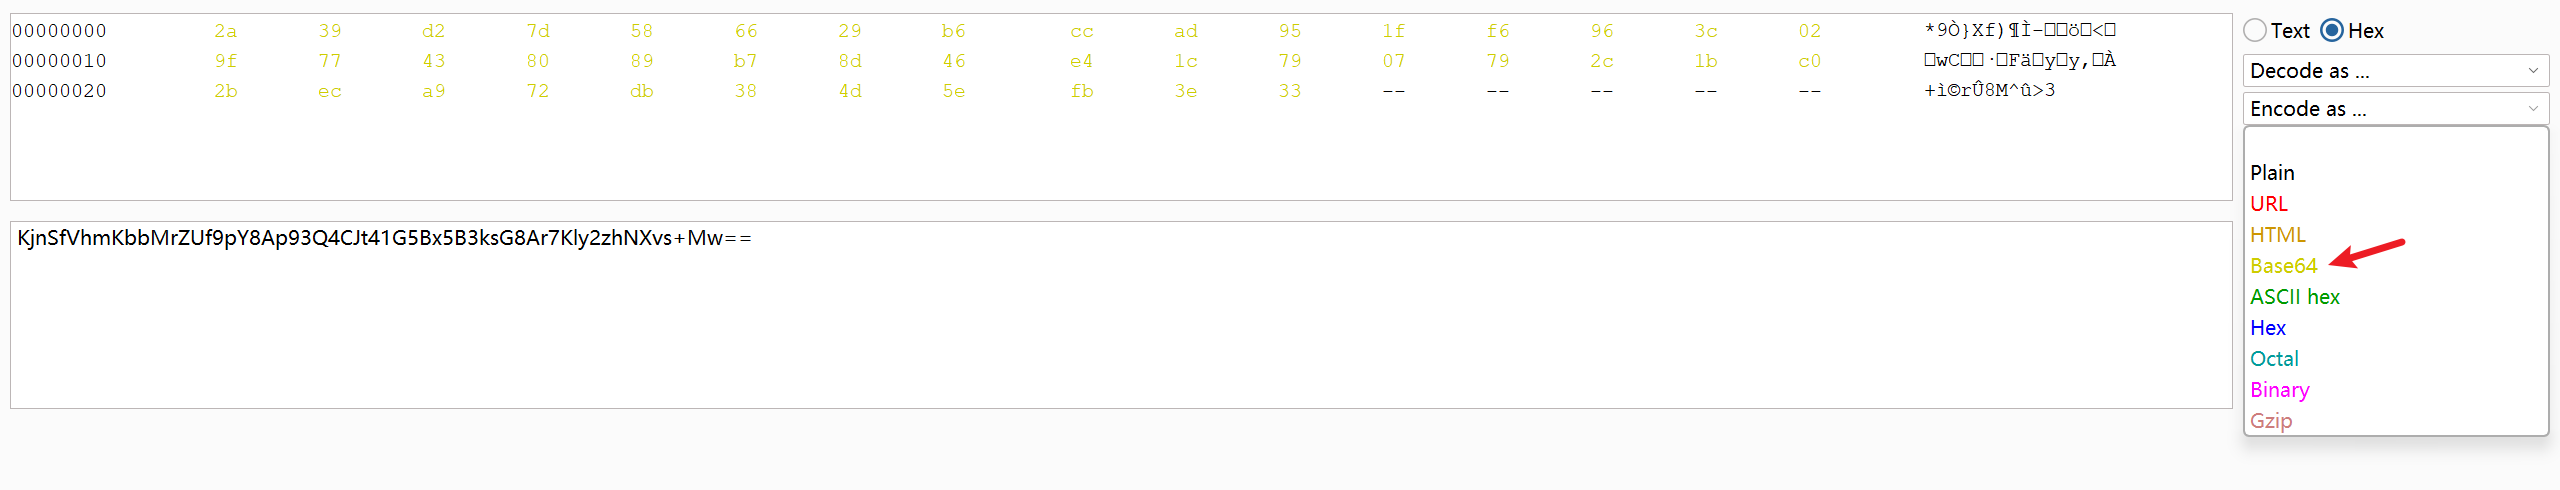 00000000 2a 39 d2 7d 58 66 29 b6 cc ad 95 1f f6 96 3c 02 *9Ò}Xf)¶Ì-□□ö□<□
00000010 9f 77 43 80 89 b7 8d 46 e4 1c 79 07 79 2c 1b c0 □wC□□·□Fä□y□y,□À
00000020 2b ec a9 72 db 38 4d 5e fb 3e 33 -- -- -- -- -- +ì©rÛ8M^û>3
KjnSfVhmKbbMrZUf9pY8Ap93Q4CJt41G5Bx5B3ksG8Ar7Kly2zhNXvs+Mw==
Text Hex
Decode as ...
Encode as ...
Plain
URL
HTML
Base64
ASCII hex
Hex
Octal
Binary
Gzip